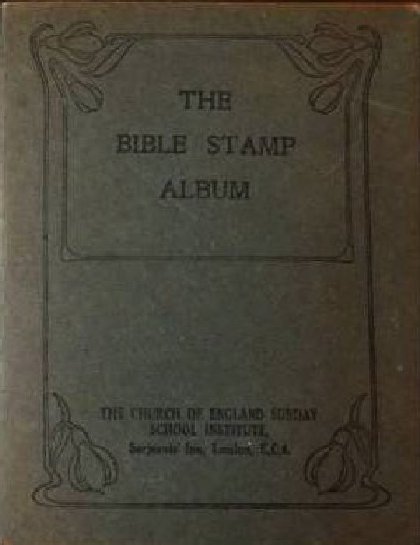 THE
BIBLE STAMP
ALBUM
THE CHURCH OF ENGLAND SUNDAY
SCHOOL INSTITUTE,
Serjeants' Inn, London, E.C.4.